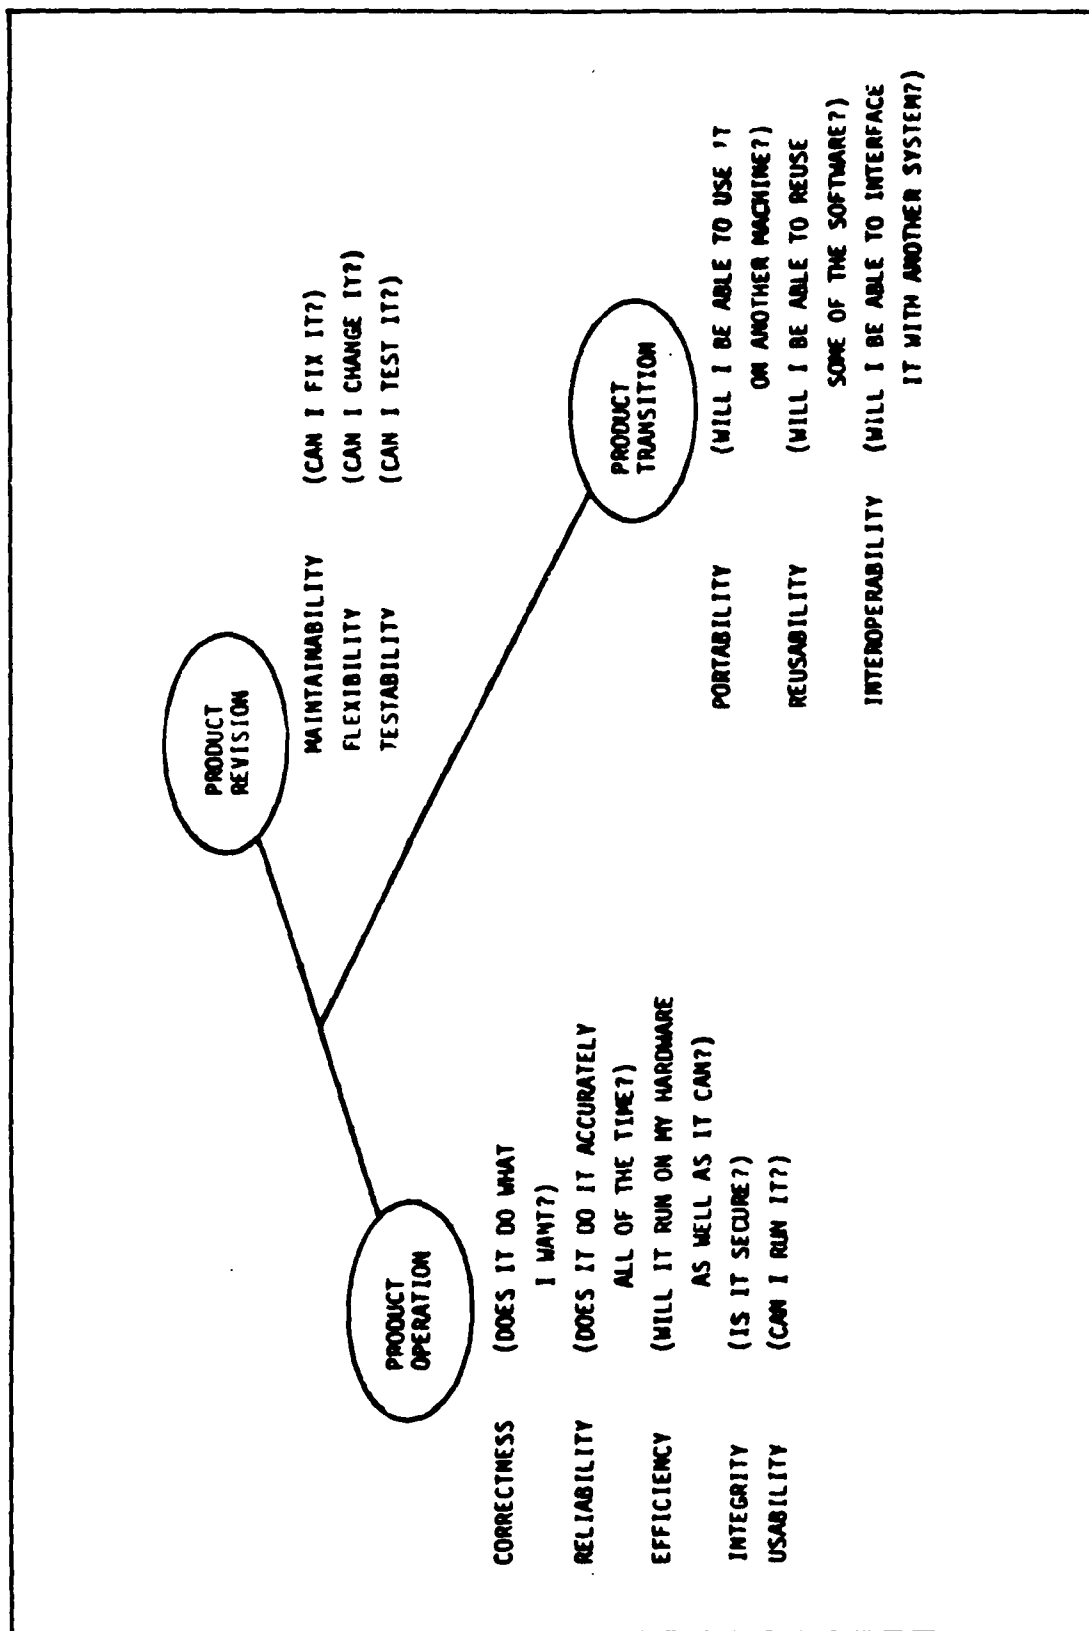 PRODUCT
REVISION
MAINTAINABILITY (CAN I FIX IT?)
FLEXIBILITY (CAN I CHANGE IT?)
TESTABILITY (CAN I TEST IT?)
PRODUCT
OPERATION
CORRECTNESS (DOES IT DO WHAT
I WANT?)
RELIABILITY (DOES IT DO IT ACCURATELY
ALL OF THE TIME?)
EFFICIENCY (WILL IT RUN ON MY HARDWARE
AS WELL AS IT CAN?)
INTEGRITY (IS IT SECURE?)
USABILITY (CAN I RUN IT?)
PRODUCT
TRANSITION
PORTABILITY (WILL I BE ABLE TO USE IT
ON ANOTHER MACHINE?)
REUSABILITY (WILL I BE ABLE TO REUSE
SOME OF THE SOFTWARE?)
INTEROPERABILITY (WILL I BE ABLE TO INTERFACE
IT WITH ANOTHER SYSTEM?)